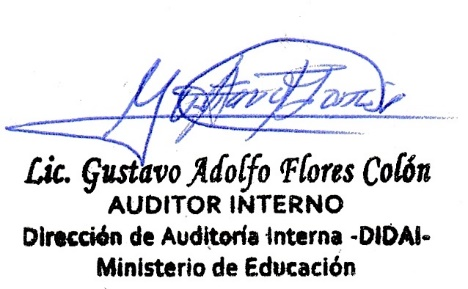 Lic. Gustavo Adolfo Flores Colón
AUDITOR INTERNO
Dirección de Auditoría Interna -DIDAI-
Ministerio de Educación